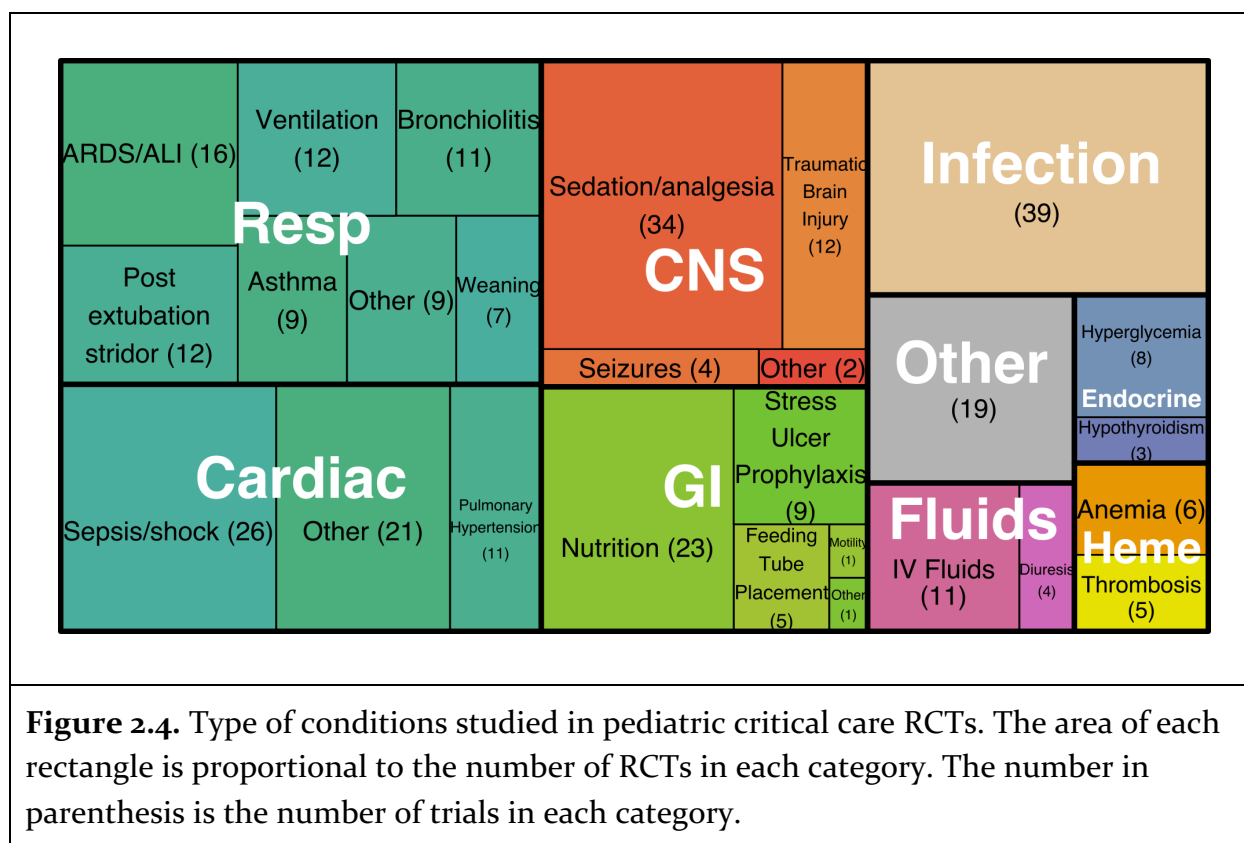 ARDS/ALI (16)
Ventilation
(12)
Bronchiolitis
(11)
Resp
Post
extubation
stridor (12)
Asthma
(9)
Other (9)
Weaning
(7)
Cardiac
Sepsis/shock (26)
Other (21)
Pulmonary
Hypertension
(11)
Sedation/analgesia
(34)
CNS
Traumatic
Brain
Injury
(12)
Seizures (4)
Other (2)
GI
Nutrition (23)
Stress
Ulcer
Prophylaxis
(9)
Feeding
Tube
Placement
(5)
Motility
(1)
Other
(1)
Infection
(39)
Other
(19)
Hyperglycemia
(8)
Endocrine
Hypothyroidism
(3)
Fluids
IV Fluids
(11)
Diuresis
(4)
Anemia (6)
Heme
Thrombosis
(5)
Figure 2.4. Type of conditions studied in pediatric critical care RCTs. The area of each
rectangle is proportional to the number of RCTs in each category. The number in
parenthesis is the number of trials in each category.